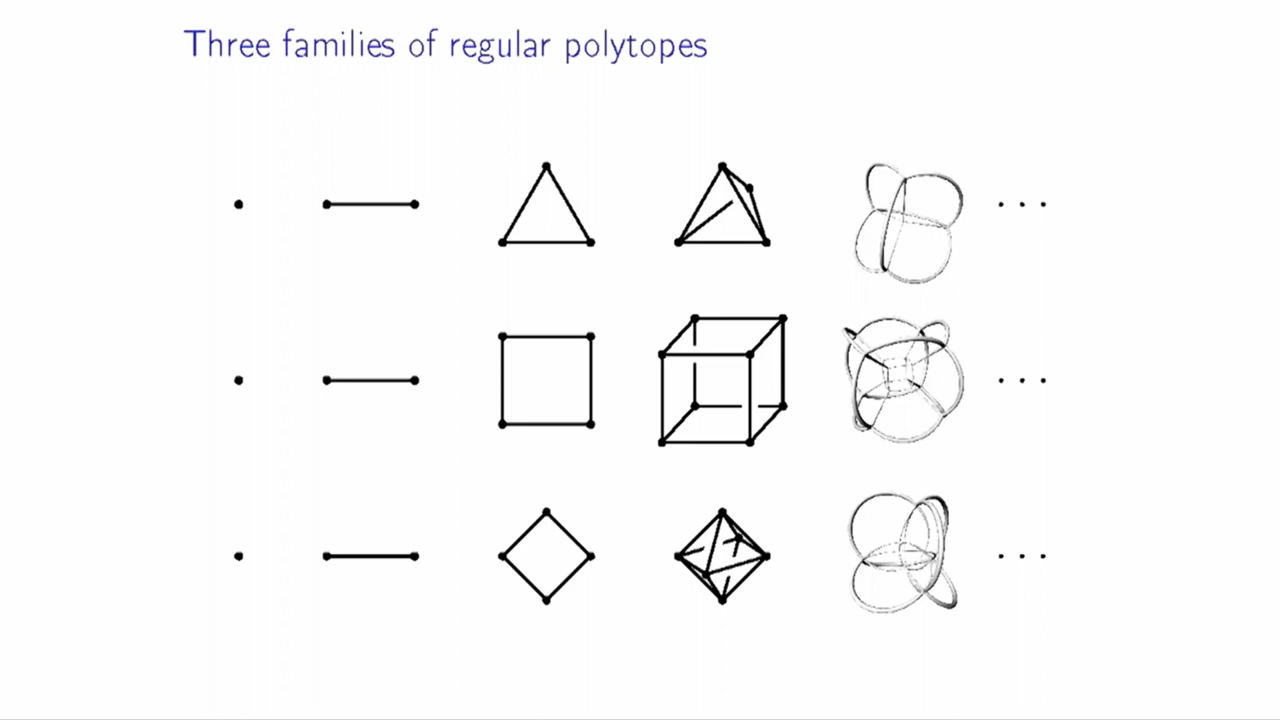 Three families of regular polytopes
. . .
. . .
. . .